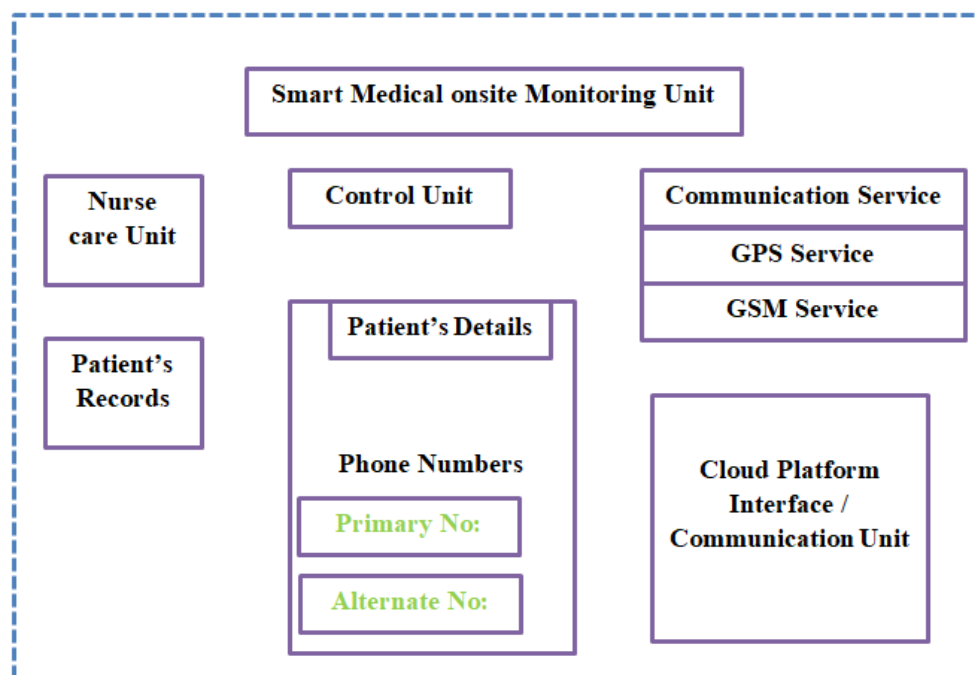 Smart Medical onsite Monitoring Unit
Nurse
care Unit
Control Unit
Communication Service
GPS Service
GSM Service
Patient’s Details
Patient’s
Records
Phone Numbers
Primary No:
Alternate No:
Cloud Platform
Interface /
Communication Unit